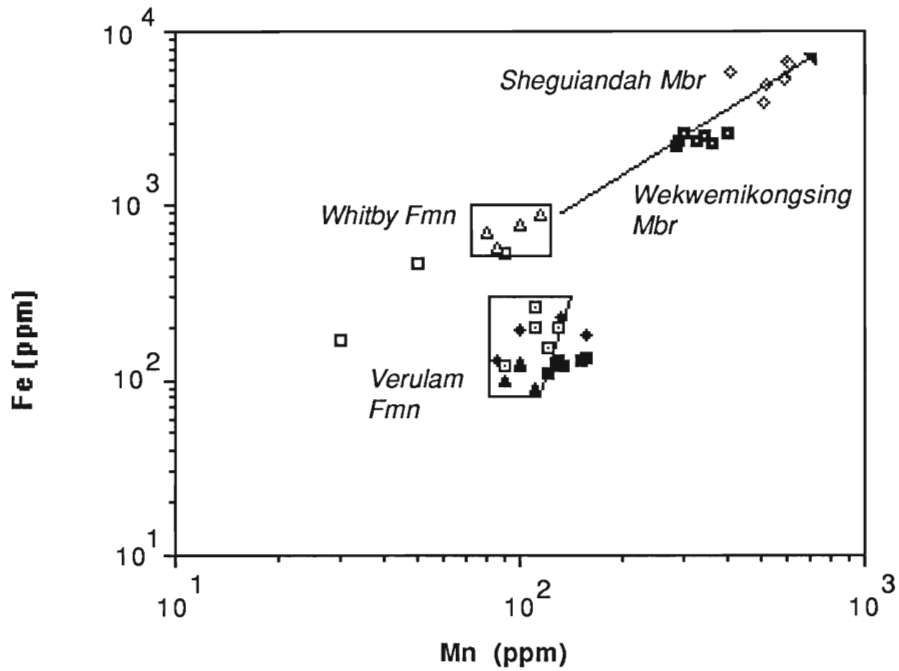 10 4
Sheguiandah Mbr
10 3
Whitby Fmn
Wekwemikongsing
Mbr
Fe (ppm)
Verulam
Fmn
10 2
10 1
10 1
10 2
10 3
Mn (ppm)